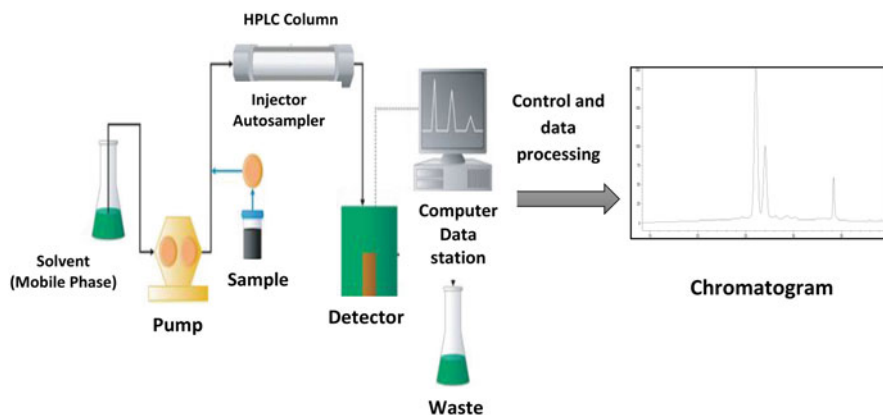 HPLC Column
Injector
Autosampler
Solvent
(Mobile Phase)
Pump
Sample
Detector
Computer
Data
station
Waste
Control and
data
processing
Chromatogram